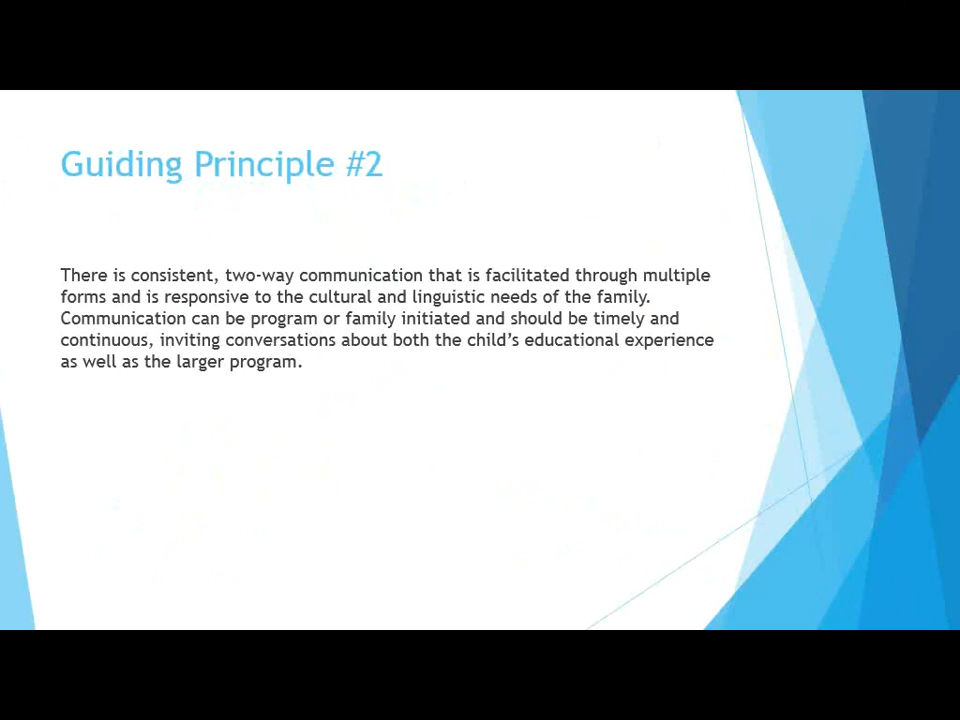 Guiding Principle #2
There is consistent, two-way communication that is facilitated through multiple
forms and is responsive to the cultural and linguistic needs of the family.
Communication can be program or family initiated and should be timely and
continuous, inviting conversations about both the child’s educational experience
as well as the larger program.